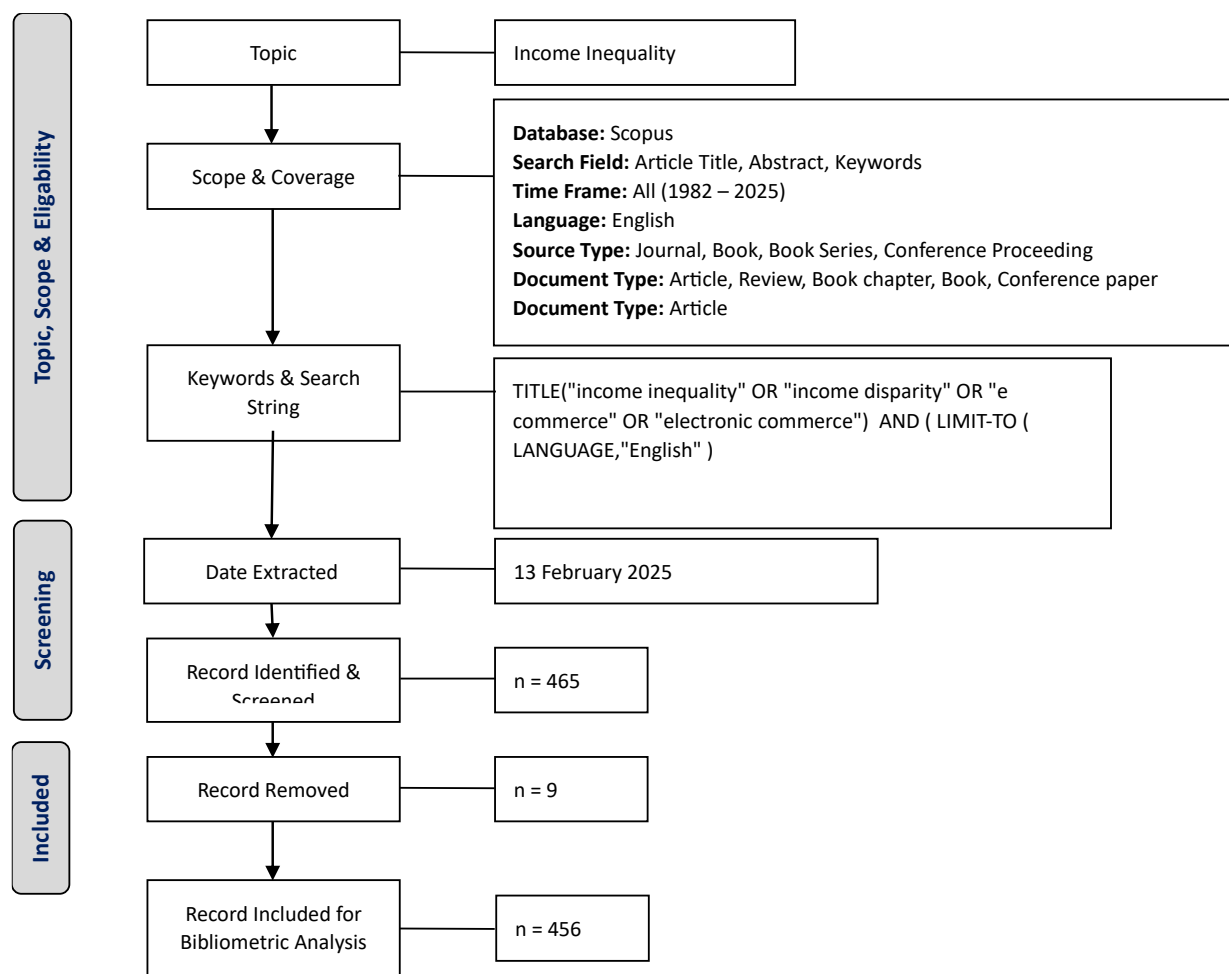 Topic, Scope & Eligability
Topic
Income Inequality
Scope & Coverage
Database: Scopus
Search Field: Article Title, Abstract, Keywords
Time Frame: All (1982 – 2025)
Language: English
Source Type: Journal, Book, Book Series, Conference Proceeding
Document Type: Article, Review, Book chapter, Book, Conference paper
Document Type: Article
Keywords & Search
String
TITLE("income inequality" OR "income disparity" OR "e
commerce" OR "electronic commerce")  AND ( LIMIT-TO (
LANGUAGE,"English" )
Screening
Date Extracted
13 February 2025
Record Identified &
Screened
n = 465
Included
Record Removed
n = 9
Record Included for
Bibliometric Analysis
n = 456